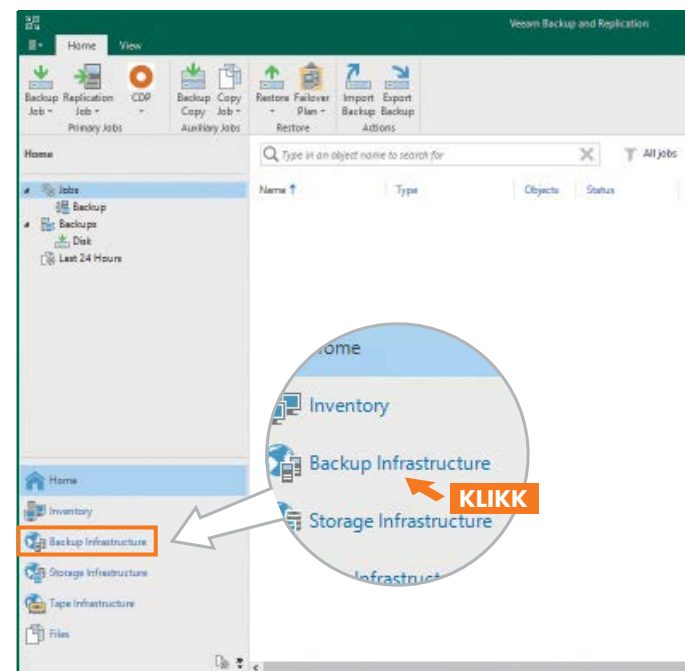 Veeam Backup and Replication
Home View
Backup Job Replication Job CDP
Primary Jobs
Backup Copy Copy Job
Auxiliary Jobs
Restore Failover Plan
Restore
Import Backup Export Backup
Actions
Home
Type in an object name to search for
All jobs
Jobs
Backup
Backups
Disk
Last 24 Hours
Name Type Objects Status
Home
Inventory
Backup Infrastructure
Storage Infrastructure
Tape Infrastructure
Files
ome
Inventory
Backup Infrastructure
KLIKK
Storage Infrastructure
Infrastruct